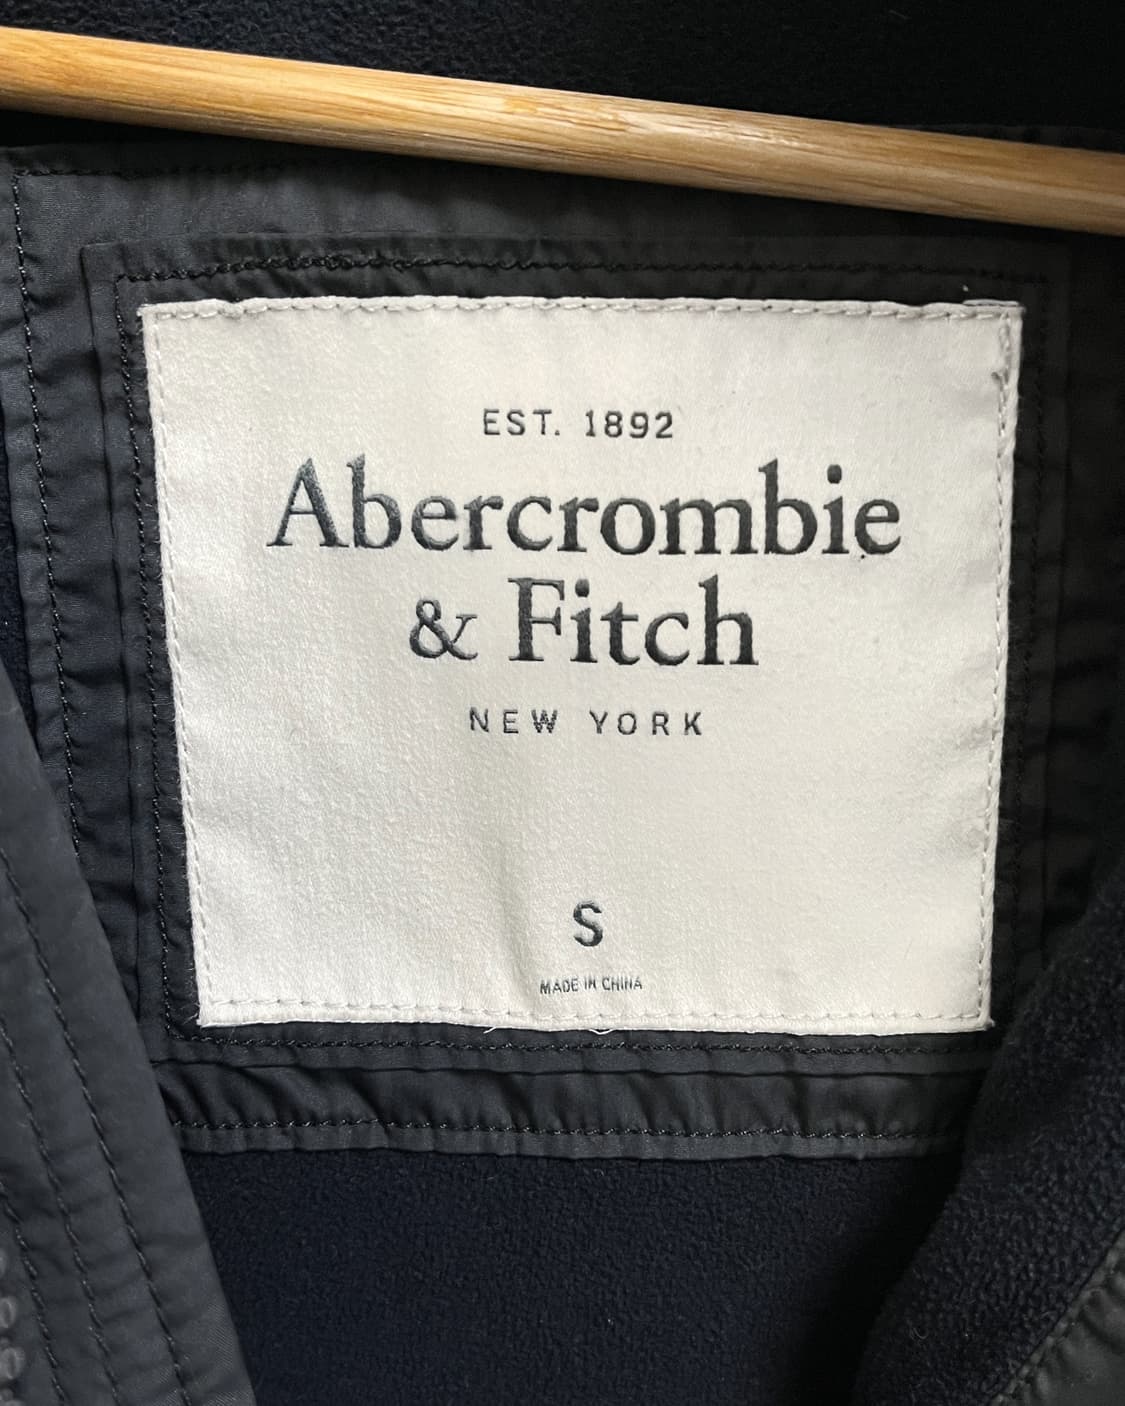 EST. 1892
Abercrombie
& Fitch
NEW YORK
S
MADE IN CHINA